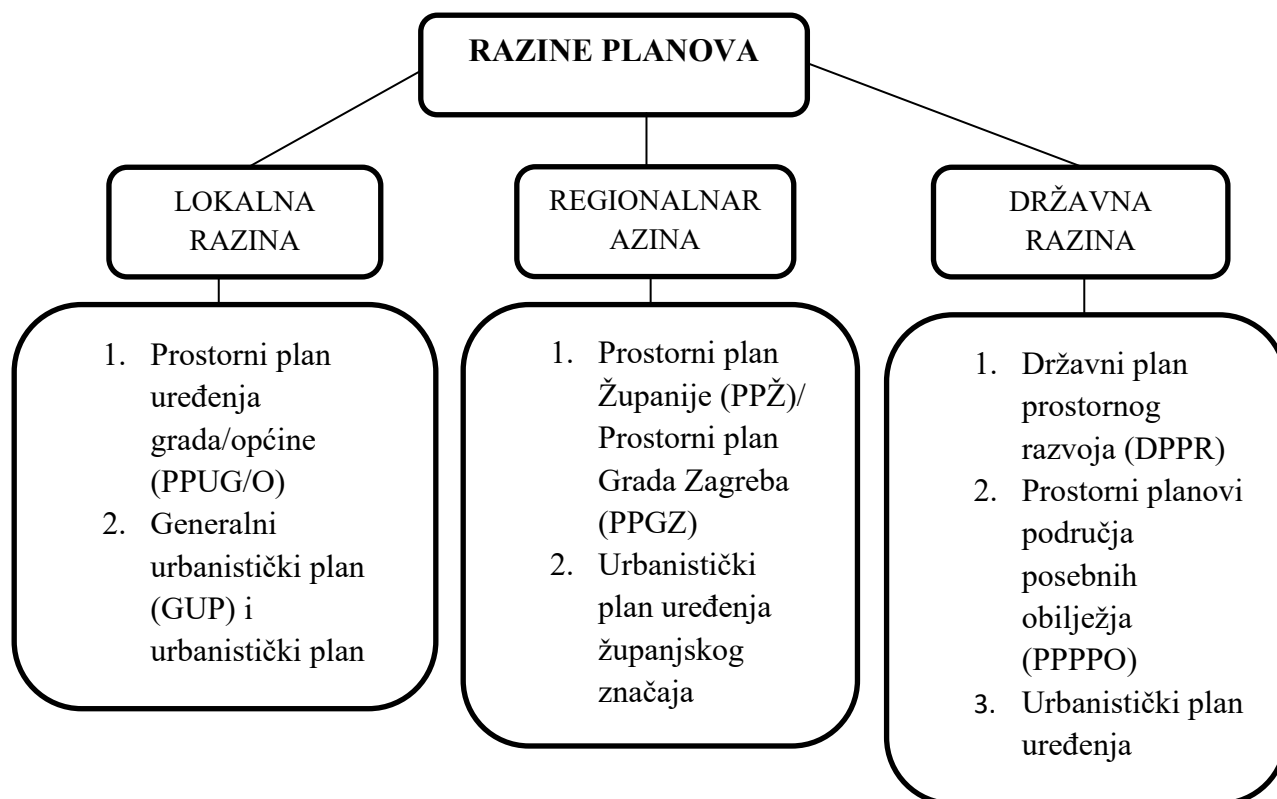 RAZINE PLANOVA
LOKALNA
RAZINA
1. Prostorni plan
uređenja
grada/općine
(PPUG/O)
2. Generalni
urbanistički plan
(GUP) i
urbanistički plan
REGIONALNAR
AZINA
1. Prostorni plan
Županije (PPŽ)/
Prostorni plan
Grada Zagreba
(PPGZ)
2. Urbanistički
plan uređenja
županjskog
značaja
DRŽAVNA
RAZINA
1. Državni plan
prostornog
razvoja (DPPR)
2. Prostorni planovi
područja
posebnih
obilježja
(PPPPO)
3. Urbanistički plan
uređenja